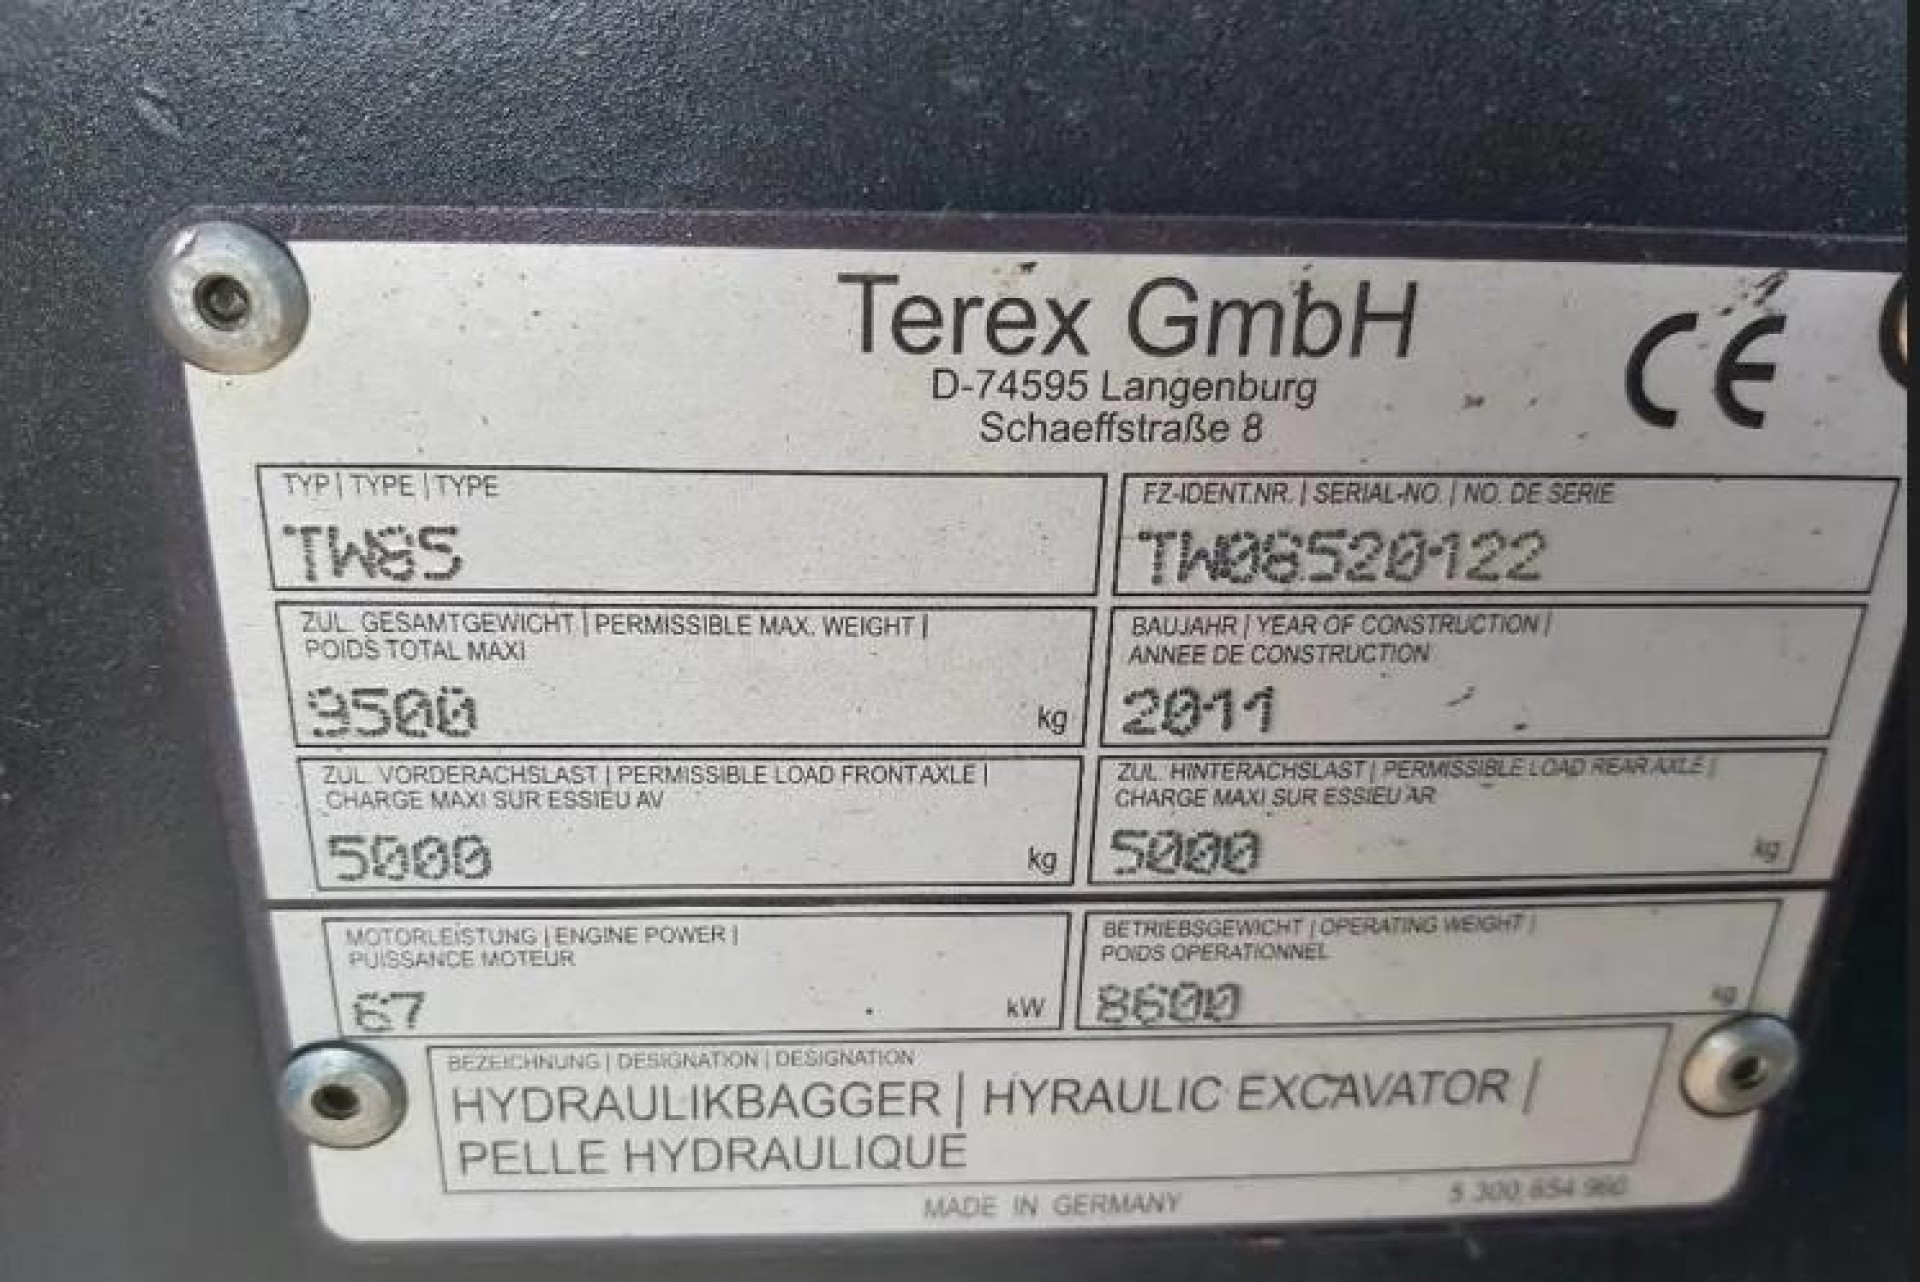 Terex GmbH
D-74595 Langenburg
Schaeffstraße 8
CE
TYP | TYPE | TYPE
TW85
FZ-IDENT.NR. | SERIAL-NO. | NO. DE SERIE
TW08520122
ZUL. GESAMTGEWICHT | PERMISSIBLE MAX. WEIGHT |
POIDS TOTAL MAXI
9500 kg
BAUJAHR | YEAR OF CONSTRUCTION |
ANNEE DE CONSTRUCTION
2011
ZUL. VORDERACHSLAST | PERMISSIBLE LOAD FRONT AXLE |
CHARGE MAXI SUR ESSIEU AV
5000 kg
ZUL. HINTERACHSLAST | PERMISSIBLE LOAD REAR AXLE |
CHARGE MAXI SUR ESSIEU AR
5000 kg
MOTORLEISTUNG | ENGINE POWER |
PUISSANCE MOTEUR
67 kW
BETRIEBSGEWICHT | OPERATING WEIGHT |
POIDS OPERATIONNEL
8600 kg
BEZEICHNUNG | DESIGNATION | DESIGNATION
HYDRAULIKBAGGER | HYRAULIC EXCAVATOR |
PELLE HYDRAULIQUE
MADE IN GERMANY
5 300 654 960